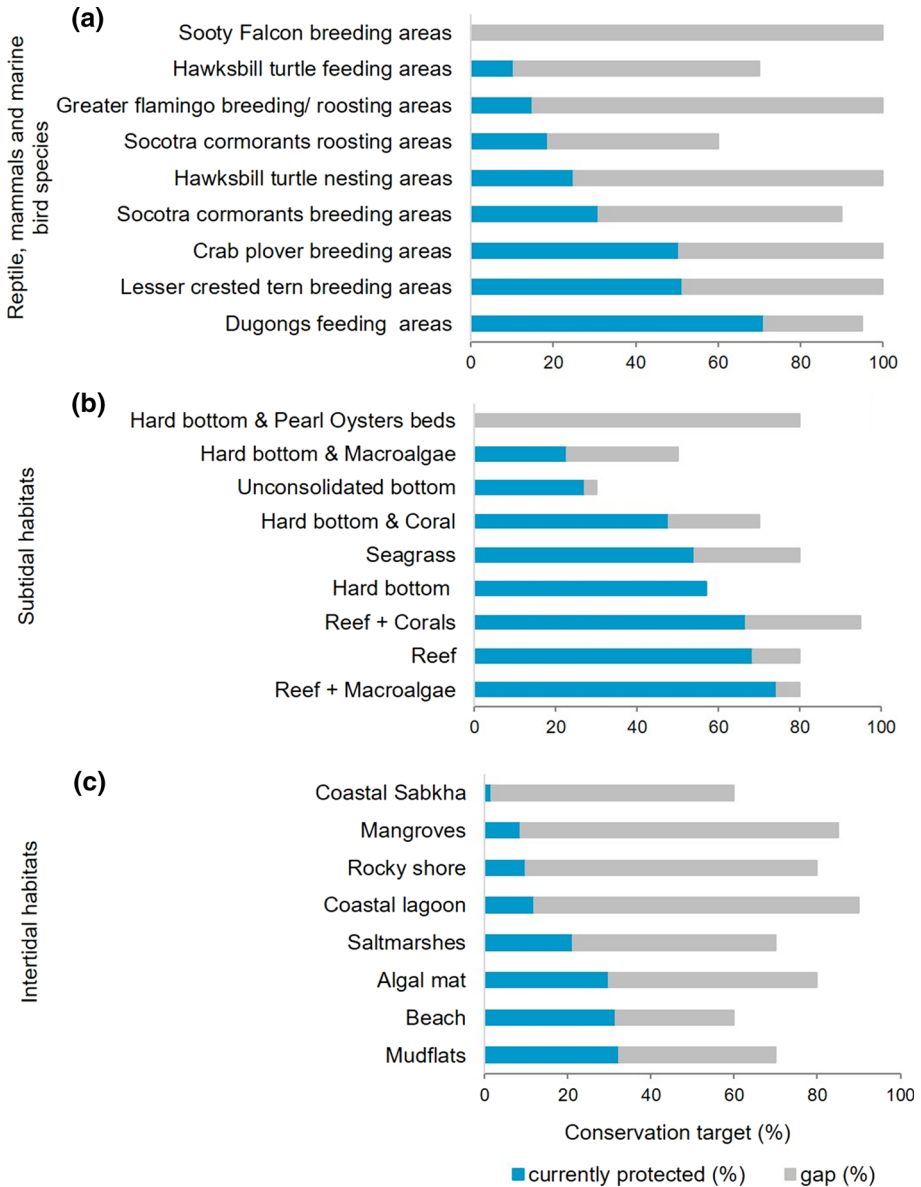 (a)
Reptile, mammals and marine
bird species
Sooty Falcon breeding areas
Hawksbill turtle feeding areas
Greater flamingo breeding/ roosting areas
Socotra cormorants roosting areas
Hawksbill turtle nesting areas
Socotra cormorants breeding areas
Crab plover breeding areas
Lesser crested tern breeding areas
Dugongs feeding areas
0 20 40 60 80 100
(b)
Subtidal habitats
Hard bottom & Pearl Oysters beds
Hard bottom & Macroalgae
Unconsolidated bottom
Hard bottom & Coral
Seagrass
Hard bottom
Reef + Corals
Reef
Reef + Macroalgae
0 20 40 60 80 100
(c)
Intertidal habitats
Coastal Sabkha
Mangroves
Rocky shore
Coastal lagoon
Saltmarshes
Algal mat
Beach
Mudflats
0 20 40 60 80 100
Conservation target (%)
currently protected (%) gap (%)